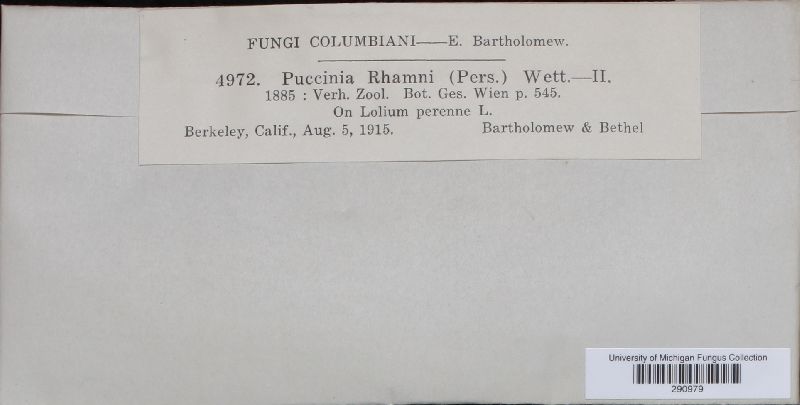 FUNGI COLUMBIANI—E. Bartholomew.
4972. Puccinia Rhamni (Pers.) Wett.—II.
1885 : Verh. Zool. Bot. Ges. Wien p. 545.
On Lolium perenne L.
Berkeley, Calif., Aug. 5, 1915. Bartholomew & Bethel
University of Michigan Fungus Collection
290979